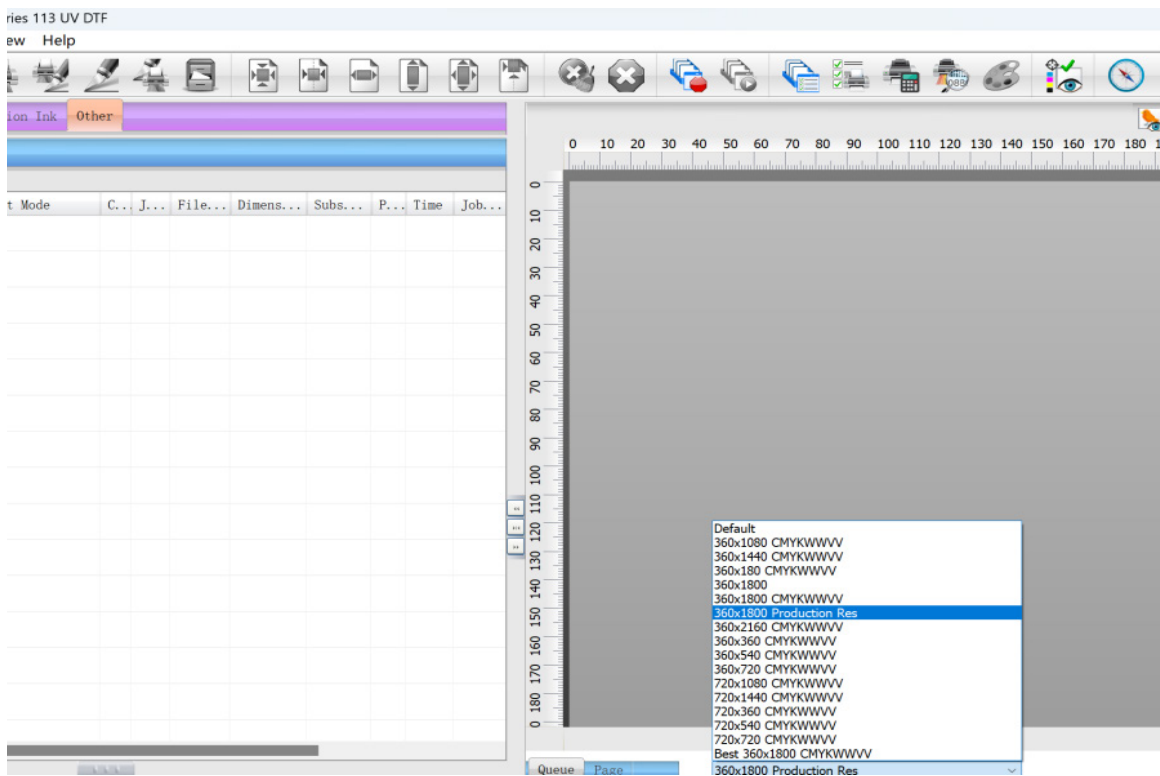 ries 113 UV DTF
ew Help
ion Ink Other
t Mode C... J... File... Dimens... Subs... P... Time Job...
0 10 20 30 40 50 60 70 80 90 100 110 120 130 140 150 160 170 180 1
0
10
20
30
40
50
60
70
80
90
100
110
120
130
140
150
160
170
0 180
0
Default
360x1080 CMYKWWVV
360x1440 CMYKWWVV
360x180 CMYKWWVV
360x1800
360x1800 CMYKWWVV
360x1800 Production Res
360x2160 CMYKWWVV
360x360 CMYKWWVV
360x540 CMYKWWVV
360x720 CMYKWWVV
720x1080 CMYKWWVV
720x1440 CMYKWWVV
720x360 CMYKWWVV
720x540 CMYKWWVV
720x720 CMYKWWVV
Best 360x1800 CMYKWWVV
Queue Page 360x1800 Production Res